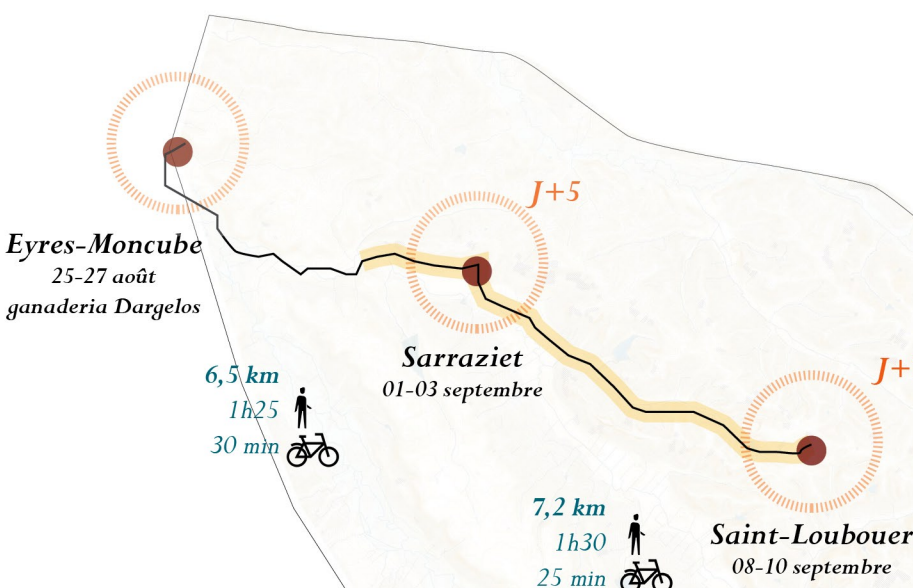 J+5
Eyres-Moncube
25-27 août
ganaderia Dargelos
Sarraziet
01-03 septembre
J+
6,5 km
1h25
30 min
7,2 km
1h30
25 min
Saint-Loubouer
08-10 septembre